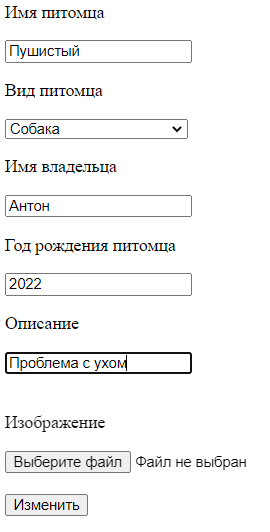 Имя питомца
Пушистый
Вид питомца
Собака
Имя владельца
Антон
Год рождения питомца
2022
Описание
Проблема с ухом
Изображение
Выберите файл Файл не выбран
Изменить